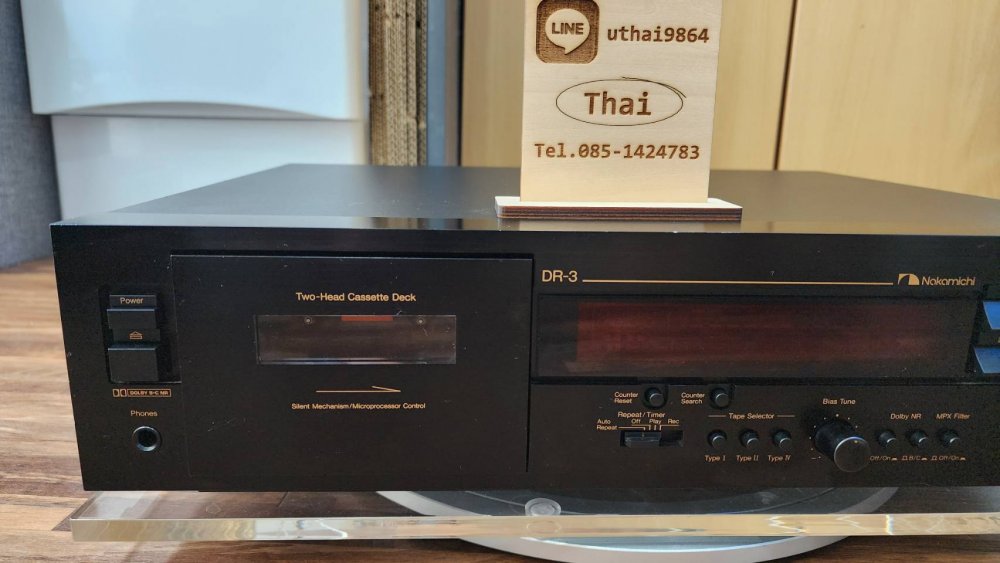 LINE
uthai9864
Thai
Tel.085-1424783
DR-3
Nakamichi
Power
Two-Head Cassette Deck
DOLBY B-C NR
Silent Mechanism/Microprocessor Control
Phones
Counter Reset
Counter Search
Repeat/Timer
Auto Repeat
Off Play Rec
Tape Selector
Type I Type II Type IV
Bias Tune
Dolby NR
MPX Filter
Off/On B/C Off/On